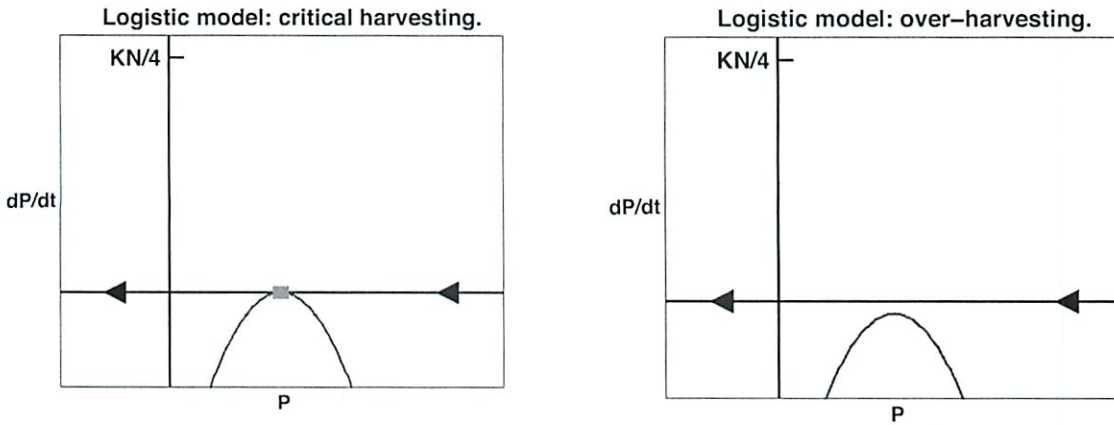 Logistic model: critical harvesting.
KN/4
dP/dt
P
Logistic model: over–harvesting.
KN/4
dP/dt
P